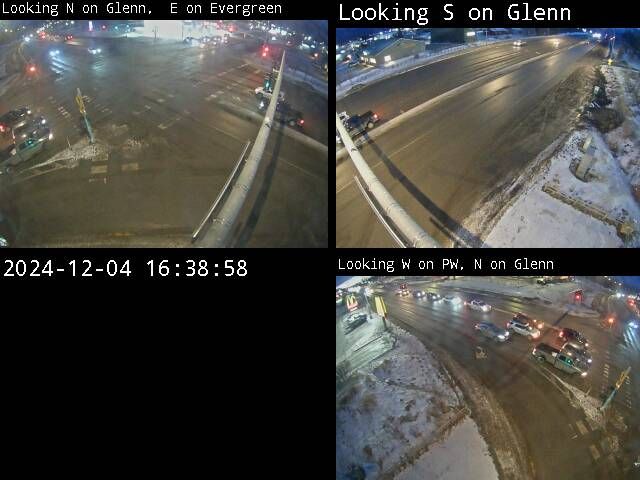 Looking N on Glenn,  E on Evergreen
Looking S on Glenn
2024-12-04 16:38:58
Looking W on PW, N on Glenn